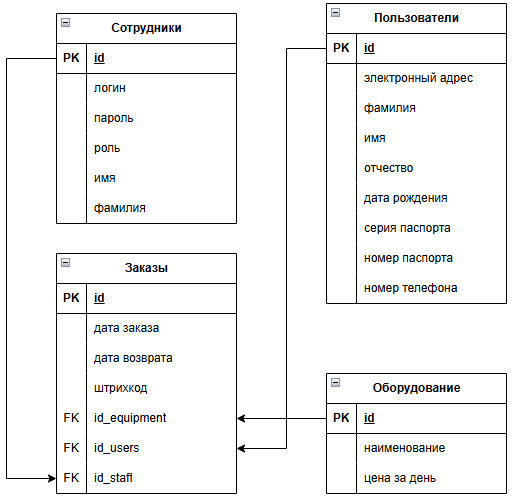 Сотрудники
PK id
логин
пароль
роль
имя
фамилия
Заказы
PK id
дата заказа
дата возврата
штрихкод
FK id_equipment
FK id_users
FK id_staff
Пользователи
PK id
электронный адрес
фамилия
имя
отчество
дата рождения
серия паспорта
номер паспорта
номер телефона
Оборудование
PK id
наименование
цена за день